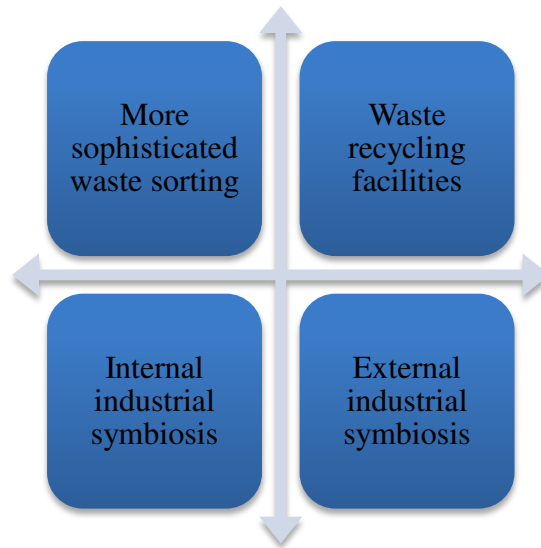 More
sophisticated
waste sorting
Waste
recycling
facilities
Internal
industrial
symbiosis
External
industrial
symbiosis